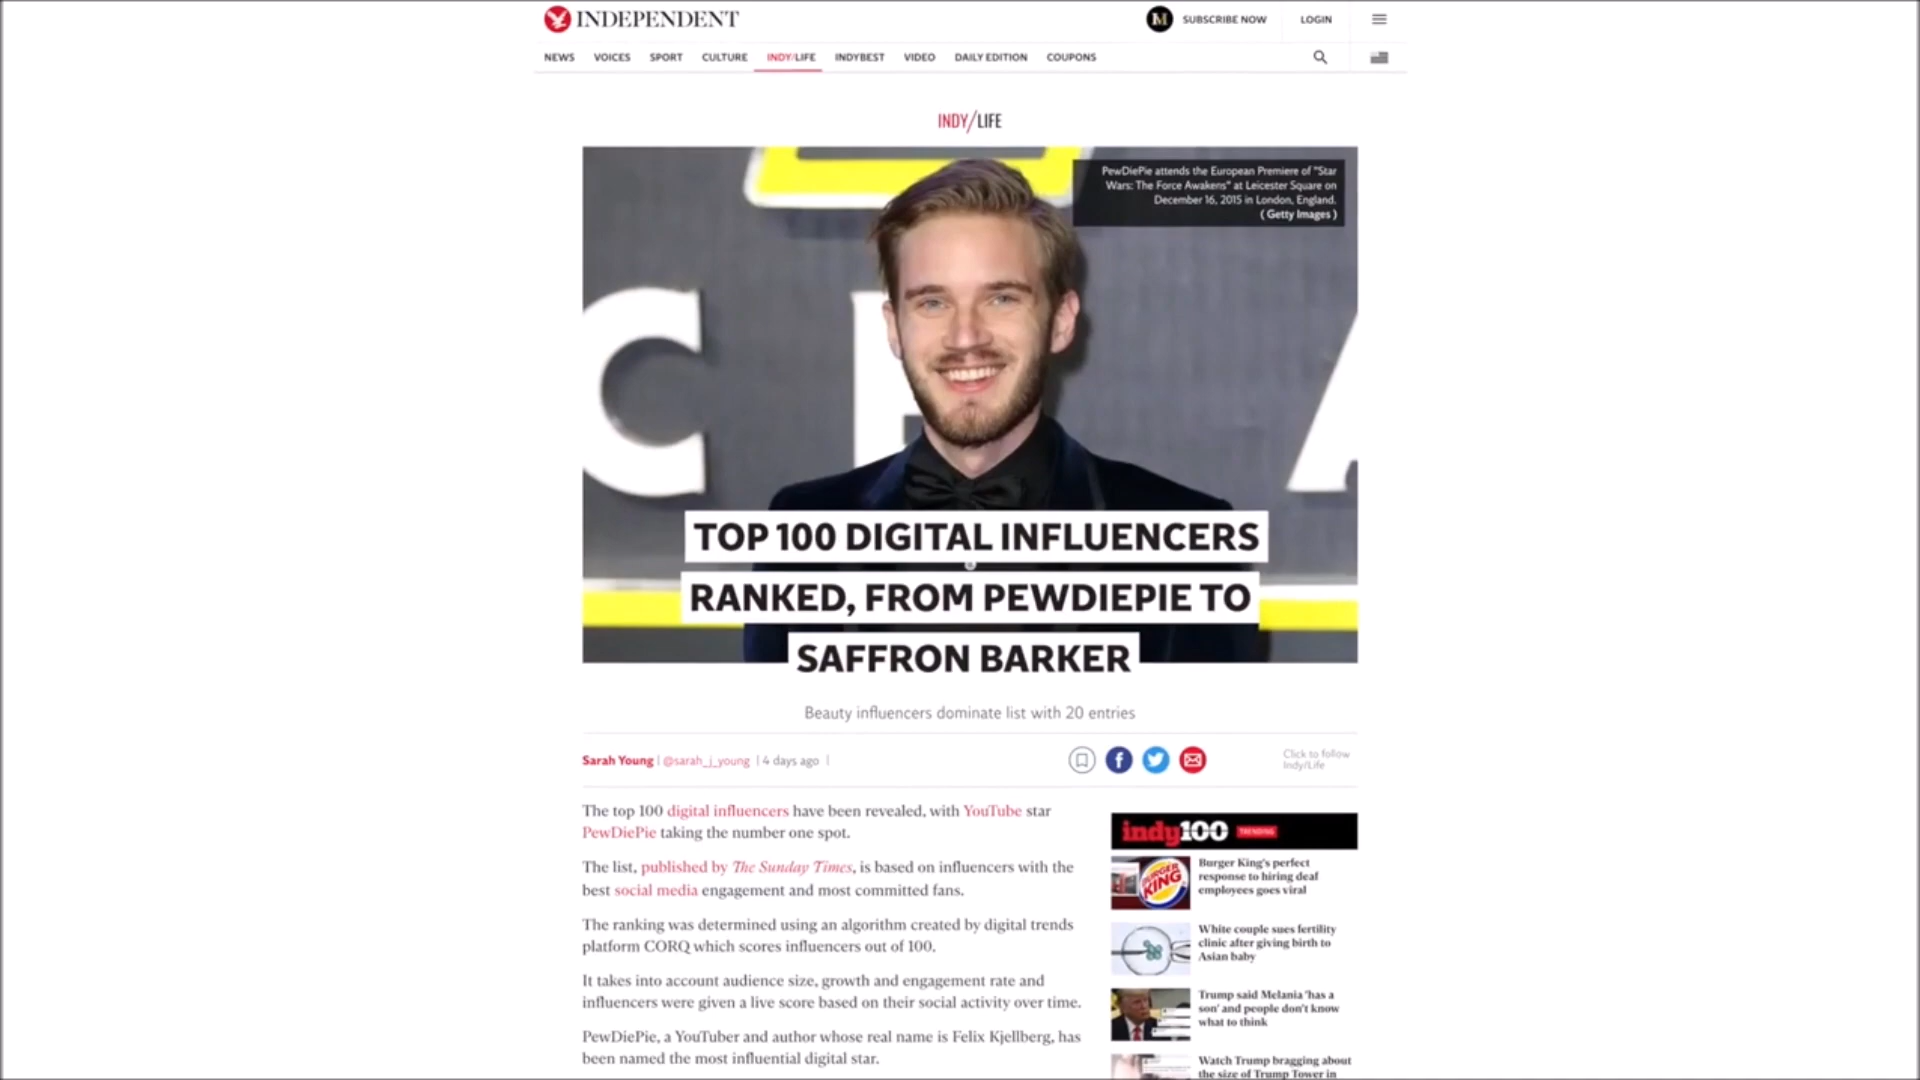 INDEPENDENT
SUBSCRIBE NOW
LOGIN
NEWS
VOICES
SPORT
CULTURE
INDY/LIFE
INDYBEST
VIDEO
DAILY EDITION
COUPONS
INDY/LIFE
PewDiePie attends the European Premiere of "Star
Wars: The Force Awakens" at Leicester Square on
December 16, 2015 in London, England.
( Getty Images )
TOP 100 DIGITAL INFLUENCERS
RANKED, FROM PEWDIEPIE TO
SAFFRON BARKER
Beauty influencers dominate list with 20 entries
Sarah Young | @sarah_j_young | 4 days ago |
Click to follow
Indy/Life
The top 100 digital influencers have been revealed, with YouTube star
PewDiePie taking the number one spot.
The list, published by The Sunday Times, is based on influencers with the
best social media engagement and most committed fans.
The ranking was determined using an algorithm created by digital trends
platform CORQ which scores influencers out of 100.
It takes into account audience size, growth and engagement rate and
influencers were given a live score based on their social activity over time.
PewDiePie, a YouTuber and author whose real name is Felix Kjellberg, has
been named the most influential digital star.
indy100 TRENDING
BURGER
KING
Burger King's perfect
response to hiring deaf
employees goes viral
White couple sues fertility
clinic after giving birth to
Asian baby
Trump said Melania 'has a
son' and people don't know
what to think
Watch Trump bragging about
the size of Trump Tower in